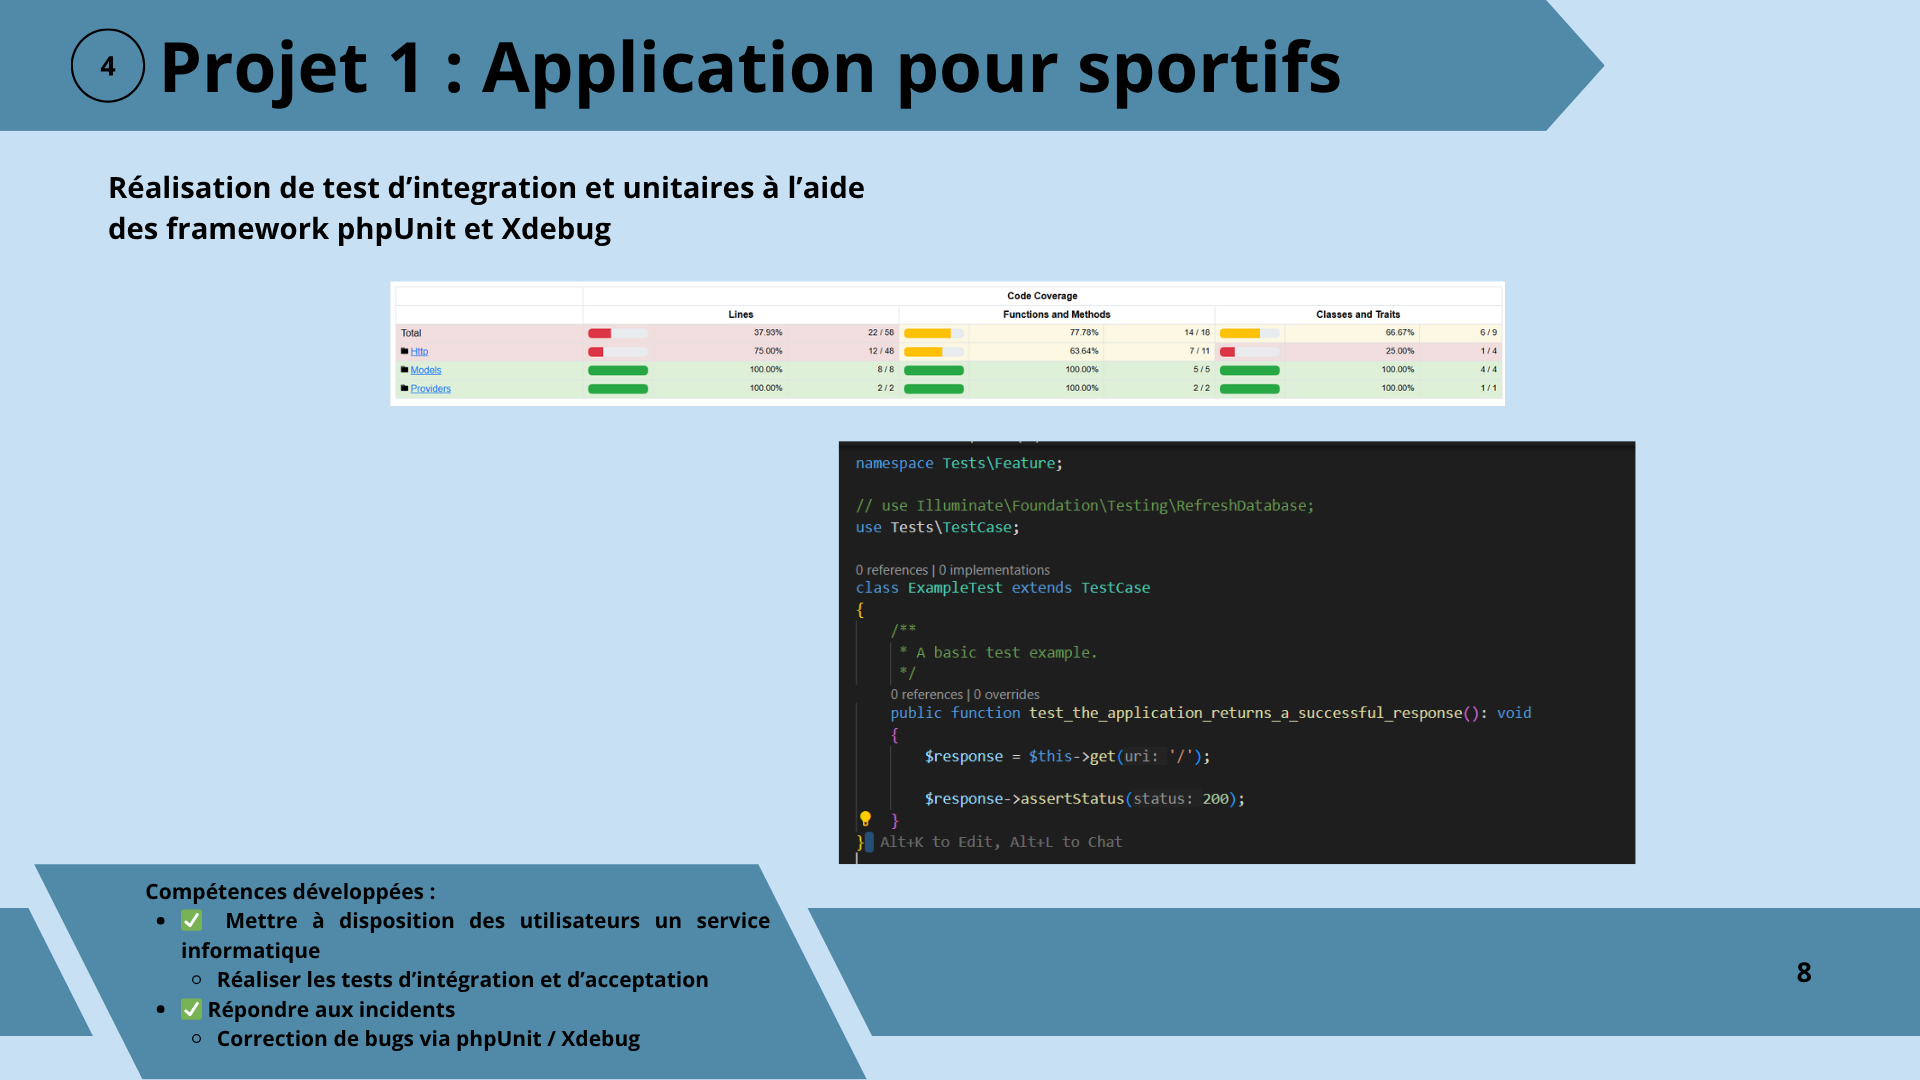 4
Projet 1 : Application pour sportifs
Réalisation de test d’integration et unitaires à l’aide
des framework phpUnit et Xdebug
Code Coverage
Lines Functions and Methods Classes and Traits
Total 37.93% 22 / 58 77.78% 14 / 18 66.67% 6 / 9
Http 75.00% 12 / 48 63.64% 7 / 11 25.00% 1 / 4
Models 100.00% 8 / 8 100.00% 5 / 5 100.00% 4 / 4
Providers 100.00% 2 / 2 100.00% 2 / 2 100.00% 1 / 1
namespace Tests\Feature;
// use Illuminate\Foundation\Testing\RefreshDatabase;
use Tests\TestCase;
0 references | 0 implementations
class ExampleTest extends TestCase
{
/**
* A basic test example.
*/
0 references | 0 overrides
public function test_the_application_returns_a_successful_response(): void
{
$response = $this->get(uri: '/');
$response->assertStatus(status: 200);
}
} Alt+K to Edit, Alt+L to Chat
Compétences développées :
• ✅ Mettre à disposition des utilisateurs un service
informatique
◦ Réaliser les tests d’intégration et d’acceptation
• ✅ Répondre aux incidents
◦ Correction de bugs via phpUnit / Xdebug
8